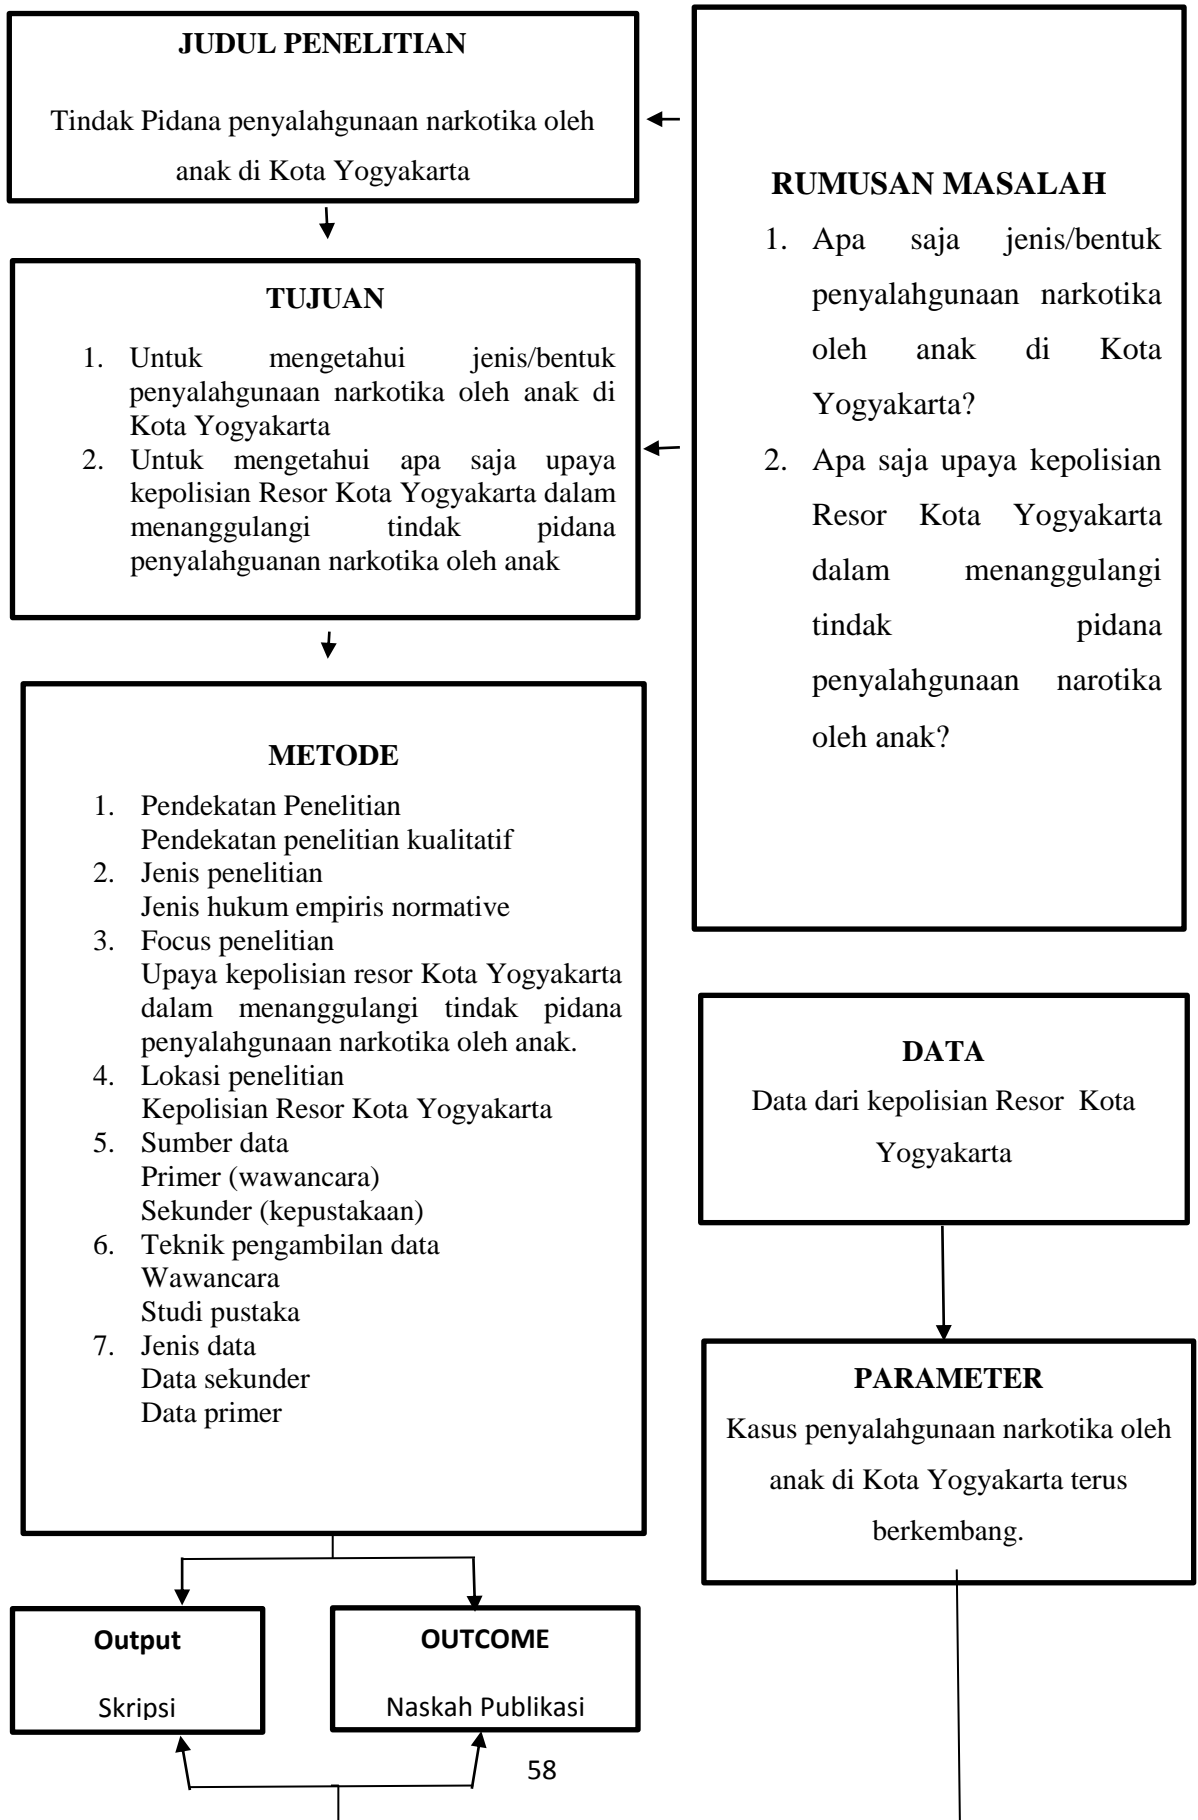 JUDUL PENELITIAN
Tindak Pidana penyalahgunaan narkotika oleh
anak di Kota Yogyakarta
TUJUAN
1. Untuk mengetahui jenis/bentuk
penyalahgunaan narkotika oleh anak di
Kota Yogyakarta
2. Untuk mengetahui apa saja upaya
kepolisian Resor Kota Yogyakarta dalam
menanggulangi tindak pidana
penyalahguanan narkotika oleh anak
RUMUSAN MASALAH
1. Apa saja jenis/bentuk
penyalahgunaan narkotika
oleh anak di Kota
Yogyakarta?
2. Apa saja upaya kepolisian
Resor Kota Yogyakarta
dalam menanggulangi
tindak pidana
penyalahgunaan narotika
oleh anak?
METODE
1. Pendekatan Penelitian
Pendekatan penelitian kualitatif
2. Jenis penelitian
Jenis hukum empiris normative
3. Focus penelitian
Upaya kepolisian resor Kota Yogyakarta
dalam menanggulangi tindak pidana
penyalahgunaan narkotika oleh anak.
4. Lokasi penelitian
Kepolisian Resor Kota Yogyakarta
5. Sumber data
Primer (wawancara)
Sekunder (kepustakaan)
6. Teknik pengambilan data
Wawancara
Studi pustaka
7. Jenis data
Data sekunder
Data primer
DATA
Data dari kepolisian Resor Kota
Yogyakarta
PARAMETER
Kasus penyalahgunaan narkotika oleh
anak di Kota Yogyakarta terus
berkembang.
Output
Skripsi
OUTCOME
Naskah Publikasi
58